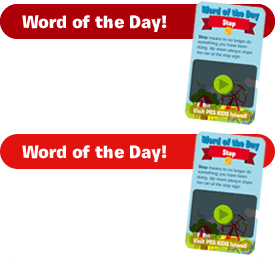 Word of the Day!
Word of the Day
Stop
Stop means to no longer do
something you have been
doing. My mom always stops
her car at the stop sign.
Visit PBS KIDS Island!
Word of the Day!
Word of the Day
Stop
Stop means to no longer do
something you have been
doing. My mom always stops
her car at the stop sign.
Visit PBS KIDS Island!